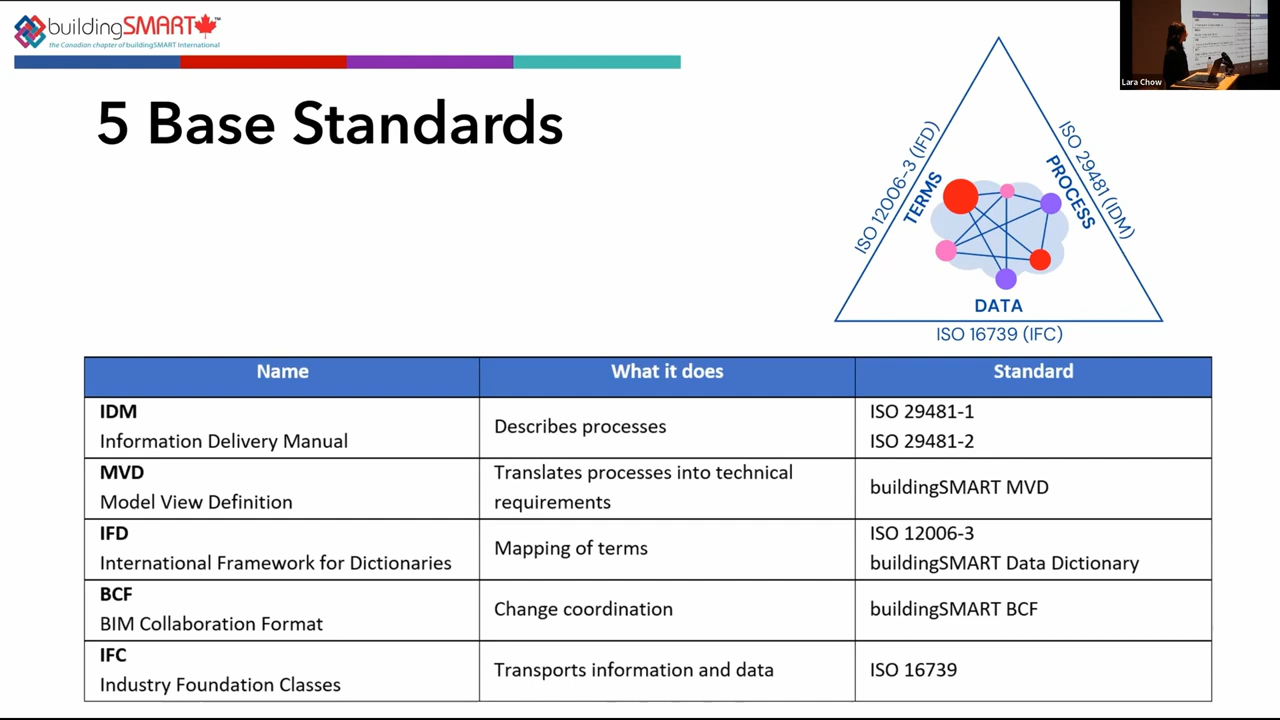 buildingSMART™
the Canadian chapter of buildingSMART International
Lara Chow
5 Base Standards
ISO 12006-3 (IFD)
TERMS
PROCESS
ISO 29481 (IDM)
DATA
ISO 16739 (IFC)
Name What it does Standard
IDM
Information Delivery Manual
Describes processes
ISO 29481-1
ISO 29481-2
MVD
Model View Definition
Translates processes into technical
requirements
buildingSMART MVD
IFD
International Framework for Dictionaries
Mapping of terms
ISO 12006-3
buildingSMART Data Dictionary
BCF
BIM Collaboration Format
Change coordination
buildingSMART BCF
IFC
Industry Foundation Classes
Transports information and data
ISO 16739